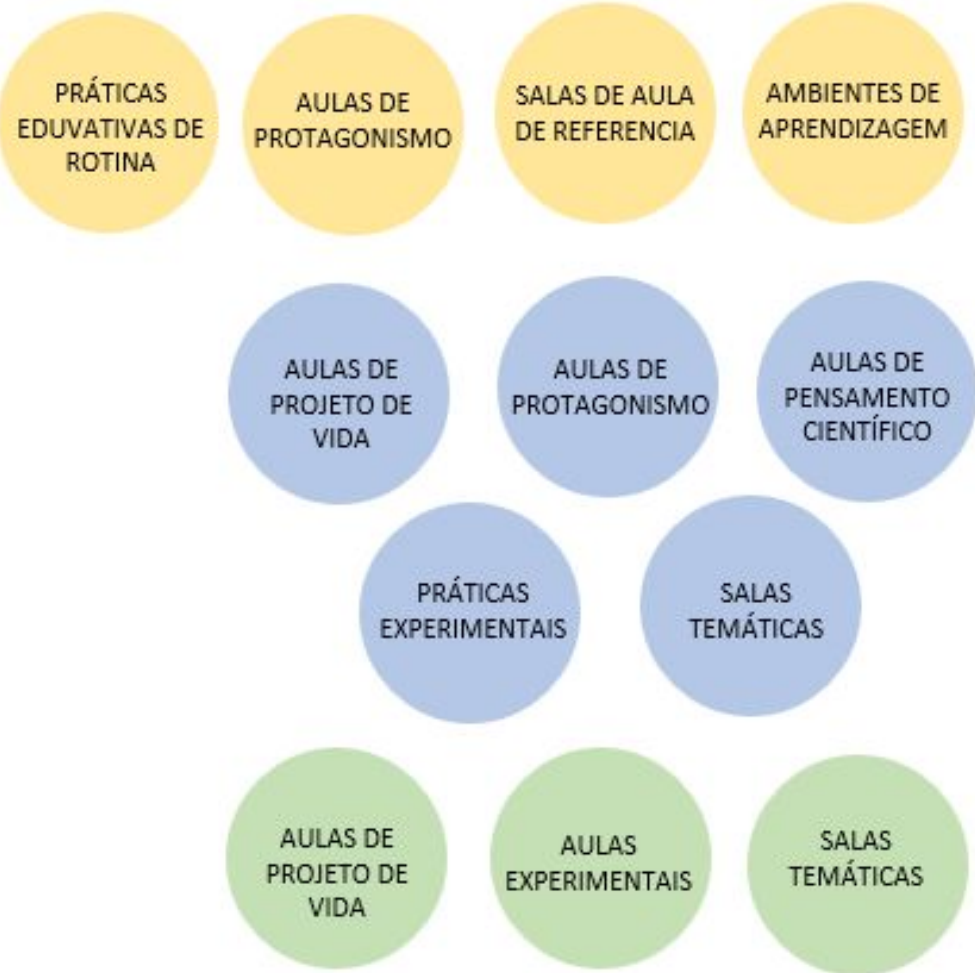 PRÁTICAS
EDUVATIVAS DE
ROTINA
AULAS DE
PROTAGONISMO
SALAS DE AULA
DE REFERENCIA
AMBIENTES DE
APRENDIZAGEM
AULAS DE
PROJETO DE
VIDA
AULAS DE
PROTAGONISMO
AULAS DE
PENSAMENTO
CIENTÍFICO
PRÁTICAS
EXPERIMENTAIS
SALAS
TEMÁTICAS
AULAS DE
PROJETO DE
VIDA
AULAS
EXPERIMENTAIS
SALAS
TEMÁTICAS